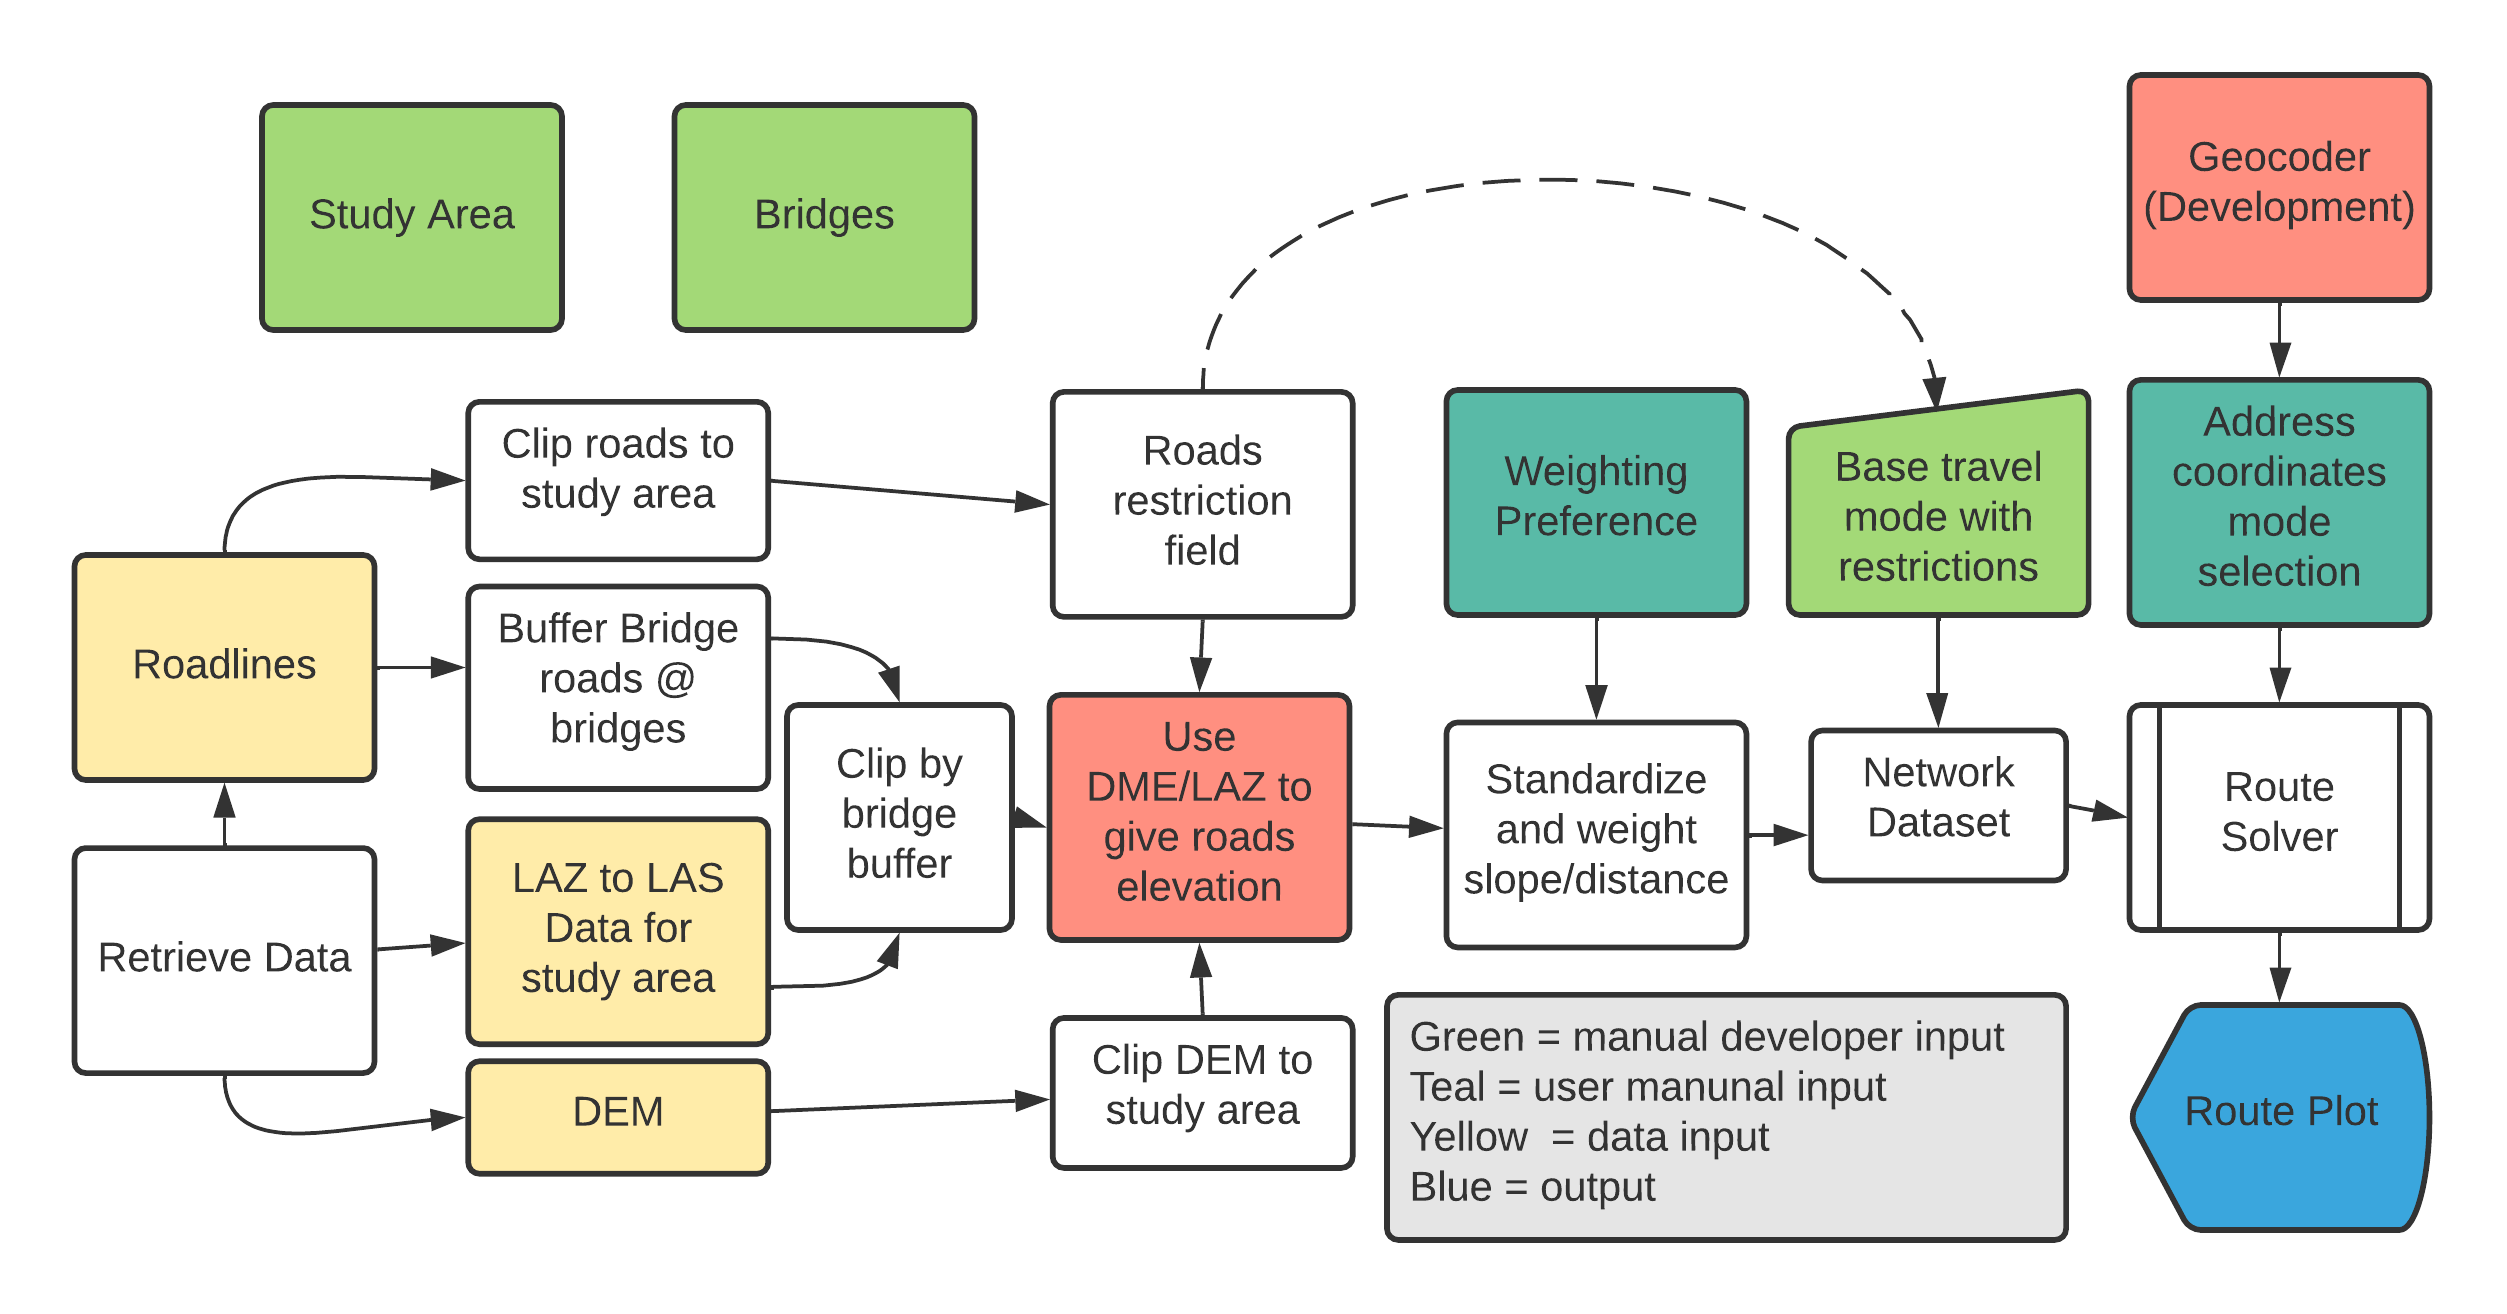 Study Area
Bridges
Geocoder
(Development)
Clip roads to
study area
Roads
restriction
field
Weighting
Preference
Base travel
mode with
restrictions
Address
coordinates
mode
selection
Roadlines
Buffer Bridge
roads @
bridges
Clip by
bridge
buffer
Use
DME/LAZ to
give roads
elevation
Standardize
and weight
slope/distance
Network
Dataset
Route
Solver
Retrieve Data
LAZ to LAS
Data for
study area
DEM
Clip DEM to
study area
Green = manual developer input
Teal = user manunal input
Yellow  = data input
Blue = output
Route Plot